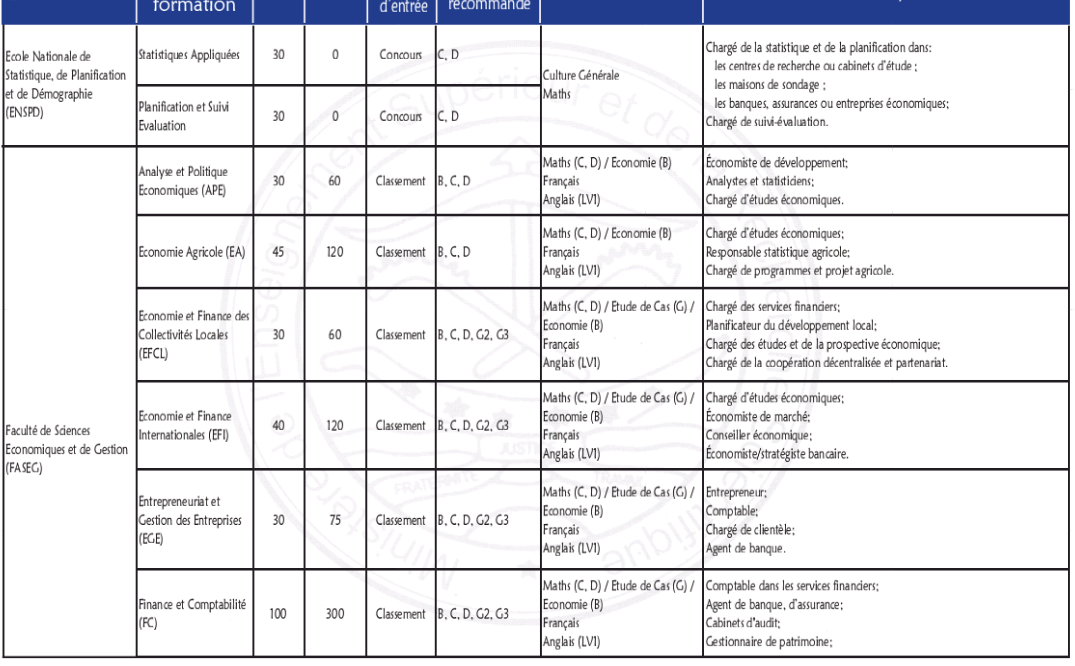 formation
d'entrée
recommandé
Ecole Nationale de
Statistique, de Planification
et de Démographie
(ENSPD)
Statistiques Appliquées
30
0
Concours
C, D
Culture Générale
Maths
Chargé de la statistique et de la planification dans:
les centres de recherche ou cabinets d'étude ;
les maisons de sondage ;
les banques, assurances ou entreprises économiques;
Chargé de suivi-évaluation.
Planification et Suivi
Evaluation
30
0
Concours
C, D
Faculté de Sciences
Economiques et de Gestion
(FASEG)
Analyse et Politique
Economiques (APE)
30
60
Classement
B, C, D
Maths (C, D) / Economie (B)
Français
Anglais (LV1)
Économiste de développement;
Analystes et statisticiens;
Chargé d'études économiques.
Economie Agricole (EA)
45
120
Classement
B, C, D
Maths (C, D) / Economie (B)
Français
Anglais (LV1)
Chargé d'études économiques;
Responsable statistique agricole;
Chargé de programmes et projet agricole.
Economie et Finance des
Collectivités Locales
(EFCL)
30
60
Classement
B, C, D, G2, G3
Maths (C, D) / Etude de Cas (G) /
Economie (B)
Français
Anglais (LV1)
Chargé des services financiers;
Planificateur du développement local;
Chargé des études et de la prospective économique;
Chargé de la coopération décentralisée et partenariat.
Economie et Finance
Internationales (EFI)
40
120
Classement
B, C, D, G2, G3
Maths (C, D) / Etude de Cas (G) /
Economie (B)
Français
Anglais (LV1)
Chargé d'études économiques;
Économiste de marché;
Conseiller économique;
Économiste/stratégiste bancaire.
Entrepreneuriat et
Gestion des Entreprises
(EGE)
30
75
Classement
B, C, D, G2, G3
Maths (C, D) / Etude de Cas (G) /
Economie (B)
Français
Anglais (LV1)
Entrepreneur;
Comptable;
Chargé de clientèle;
Agent de banque.
Finance et Comptabilité
(FC)
100
300
Classement
B, C, D, G2, G3
Maths (C, D) / Etude de Cas (G) /
Economie (B)
Français
Anglais (LV1)
Comptable dans les services financiers;
Agent de banque, d'assurance;
Cabinets d'audit;
Gestionnaire de patrimoine;